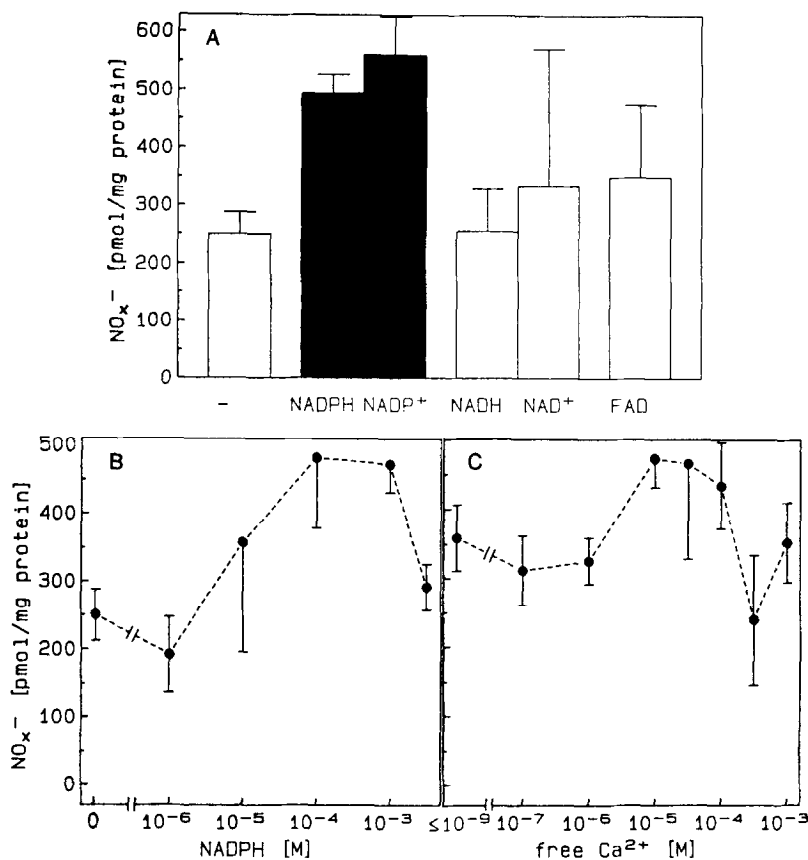 A
600
500
400
300
200
100
0
NOx− [pmol/mg protein]
- NADPH NADP+ NADH NAD+ FAD
B
500
400
300
200
100
0
NOx− [pmol/mg protein]
0 10−6 10−5 10−4 10−3
NADPH [M]
C
≤10−9 10−7 10−6 10−5 10−4 10−3
free Ca2+ [M]